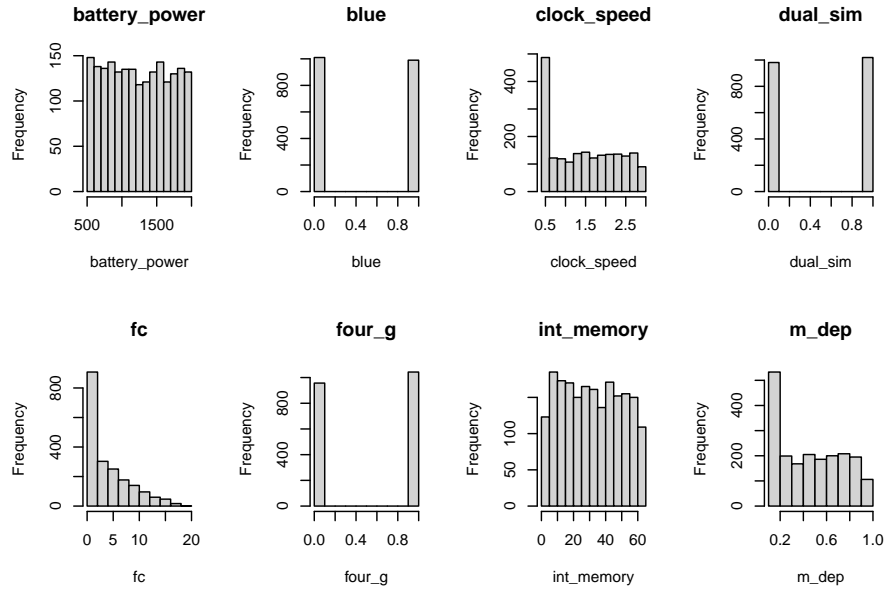 battery_power
Frequency
0
50
100
150
500
1500
battery_power
blue
Frequency
0
400
800
0.0
0.4
0.8
blue
clock_speed
Frequency
0
200
400
0.5
1.5
2.5
clock_speed
dual_sim
Frequency
0
400
800
0.0
0.4
0.8
dual_sim
fc
Frequency
0
400
800
0
5
20
fc
four_g
Frequency
0
400
800
0.0
0.4
0.8
four_g
int_memory
Frequency
0
50
100
0
20
40
60
int_memory
m_dep
Frequency
0
200
400
0.2
0.6
1.0
m_dep